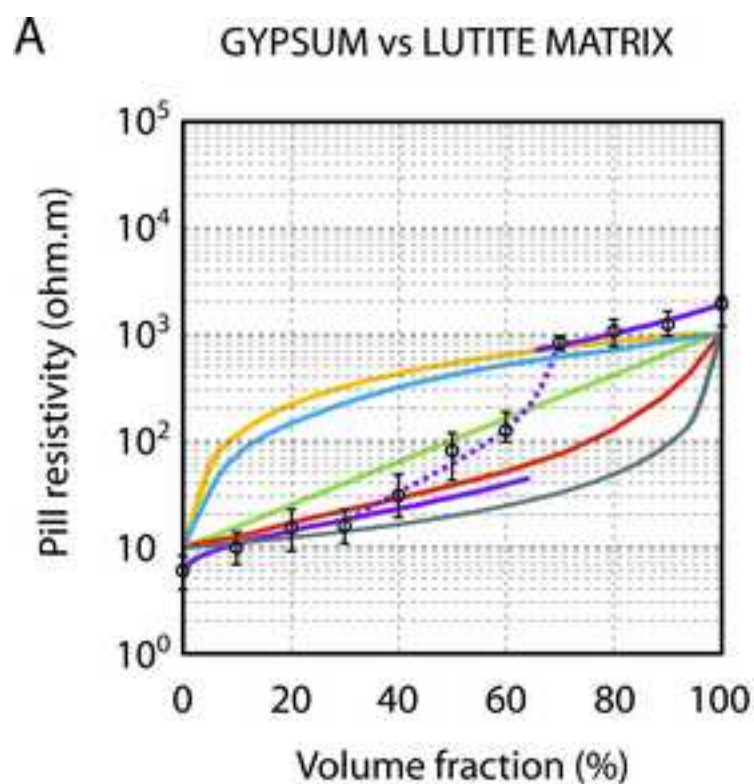 A
GYPSUM vs LUTITE MATRIX
Pill resistivity (ohm.m)
10⁵
10⁴
10³
10²
10
10⁰
0 20 40 60 80 100
Volume fraction (%)